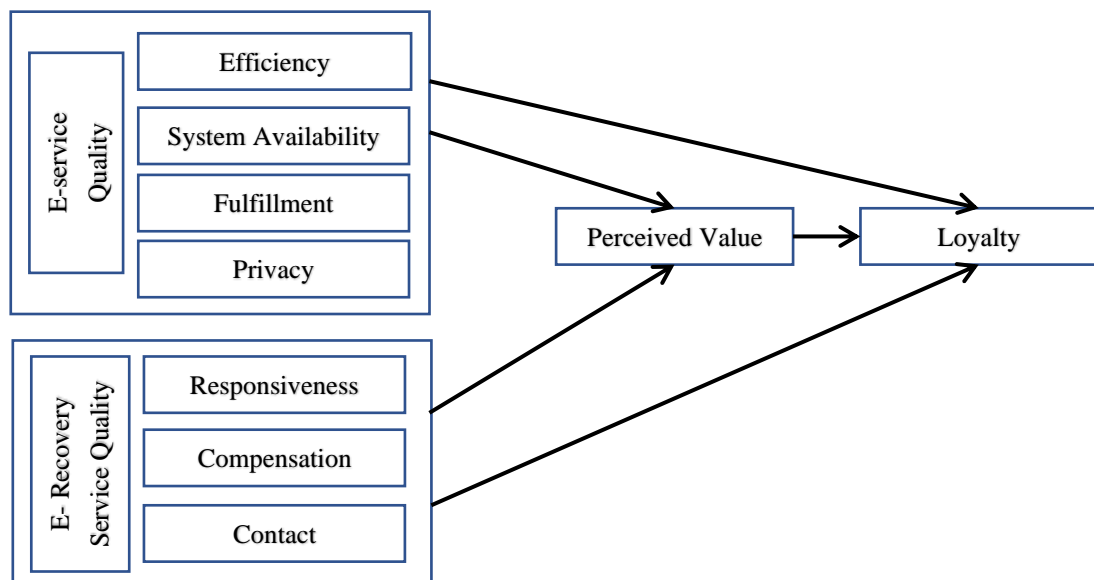 E-service
Quality
Efficiency
System Availability
Fulfillment
Privacy
E- Recovery
Service Quality
Responsiveness
Compensation
Contact
Perceived Value
Loyalty